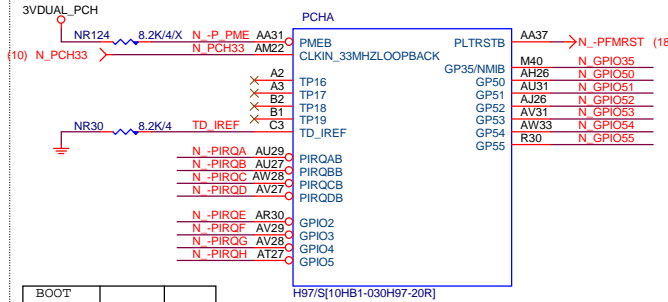 3VDUAL_PCH
PCHA
NR124 8.2K/4/X N_-P_PME AA31 PMEB PLTRSTB AA37 N_-PFMRST (18
(10) N_PCH33 N_PCH33 AM22 CLKIN_33MHZLOOPBACK
GP35/NMIB M40 N_GPIO35
A2 TP16 GP50 AH26 N_GPIO50
A3 TP17 GP51 AU31 N_GPIO51
B2 TP18 GP52 AJ26 N_GPIO52
B1 TP19 GP53 AV31 N_GPIO53
NR30 8.2K/4 TD_IREF C3 TD_IREF GP54 AW33 N_GPIO54
GP55 R30 N_GPIO55
N_-PIRQA AU29 PIRQAB
N_-PIRQB AU27 PIRQBB
N_-PIRQC AW28 PIRQCB
N_-PIRQD AV27 PIRQDB
N_-PIRQE AR30 GPIO2
N_-PIRQF AV29 GPIO3
N_-PIRQG AV28 GPIO4
N_-PIRQH AT27 GPIO5
H97/S[10HB1-030H97-20R]
BOOT